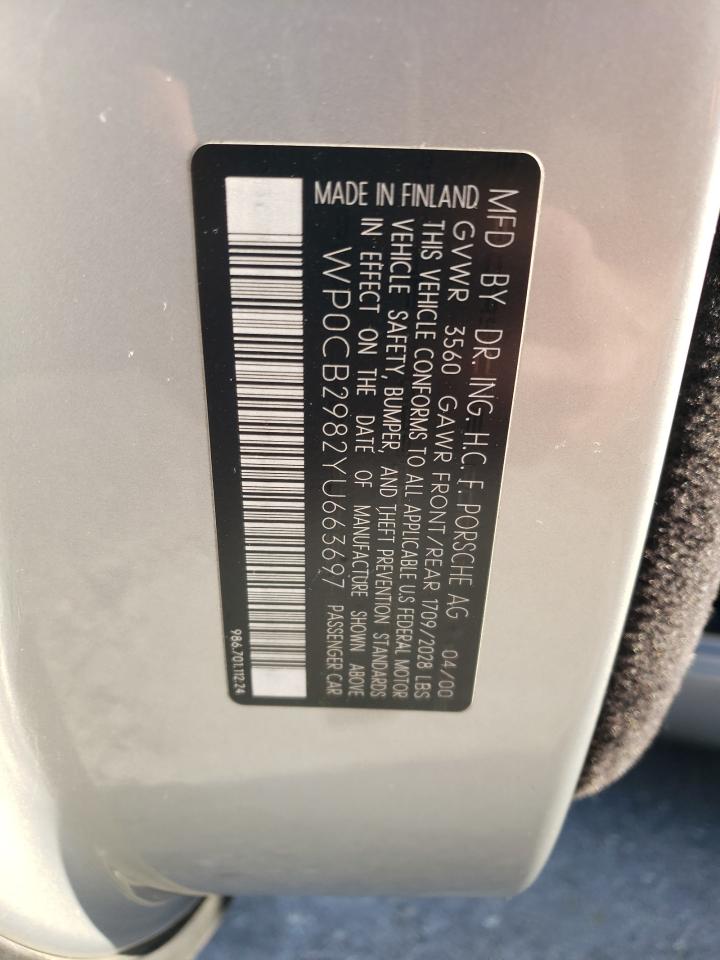 MFD BY DR. ING. H.C. F. PORSCHE AG 04/00
GVWR 3560 GAWR FRONT/REAR 1709/2028 LBS
THIS VEHICLE CONFORMS TO ALL APPLICABLE U.S FEDERAL MOTOR
VEHICLE SAFETY, BUMPER, AND THEFT PREVENTION STANDARDS
IN EFFECT ON THE DATE OF MANUFACTURE SHOWN ABOVE.
MADE IN FINLAND
WP0CB2982YU663697 PASSENGER CAR
986.701.112.24